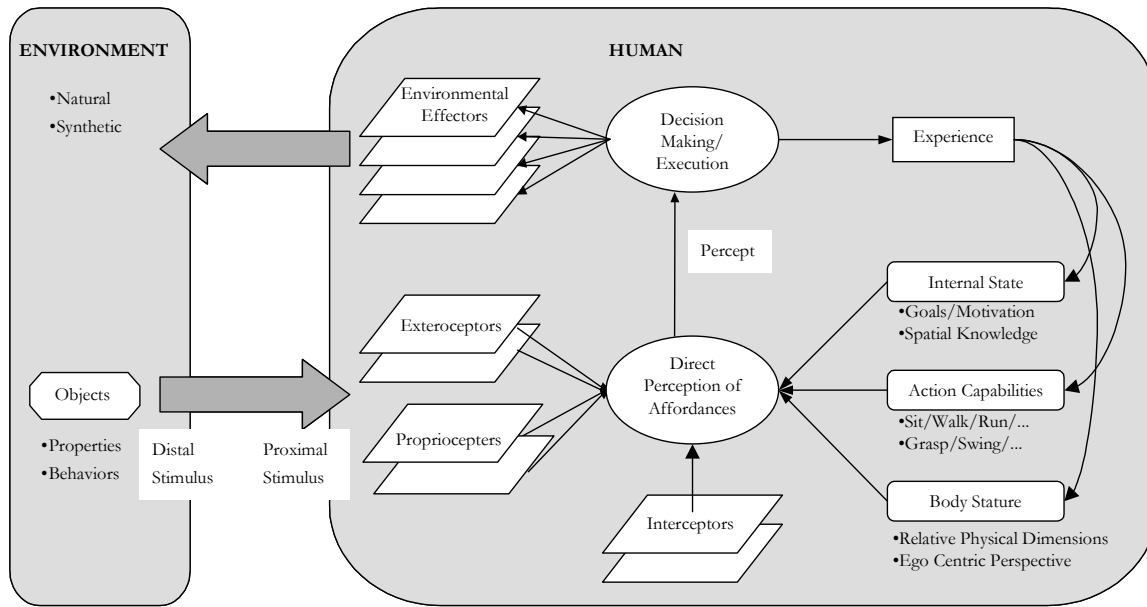 ENVIRONMENT
•Natural
•Synthetic
Objects
•Properties
•Behaviors
Distal
Stimulus
Proximal
Stimulus
HUMAN
Environmental
Effectors
Decision
Making/
Execution
Experience
Percept
Exteroceptors
Propriocepters
Interceptors
Direct
Perception of
Affordances
Internal State
•Goals/Motivation
•Spatial Knowledge
Action Capabilities
•Sit/Walk/Run/...
•Grasp/Swing/...
Body Stature
•Relative Physical Dimensions
•Ego Centric Perspective